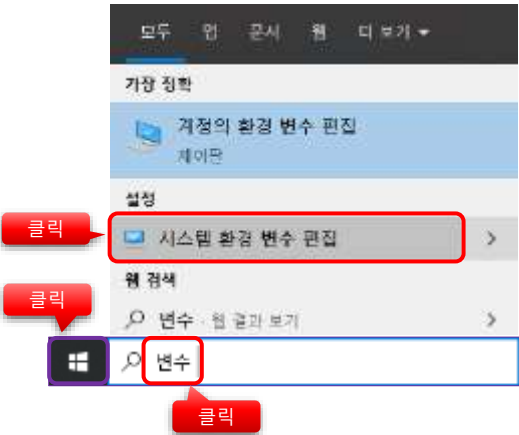 모두 앱 문서 웹 더 보기
가장 정확
계정의 환경 변수 편집
제어판
설정
클릭
시스템 환경 변수 편집
웹 검색
클릭
변수 - 웹 결과 보기
변수
클릭